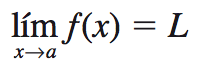 lím f(x) = L
x→a